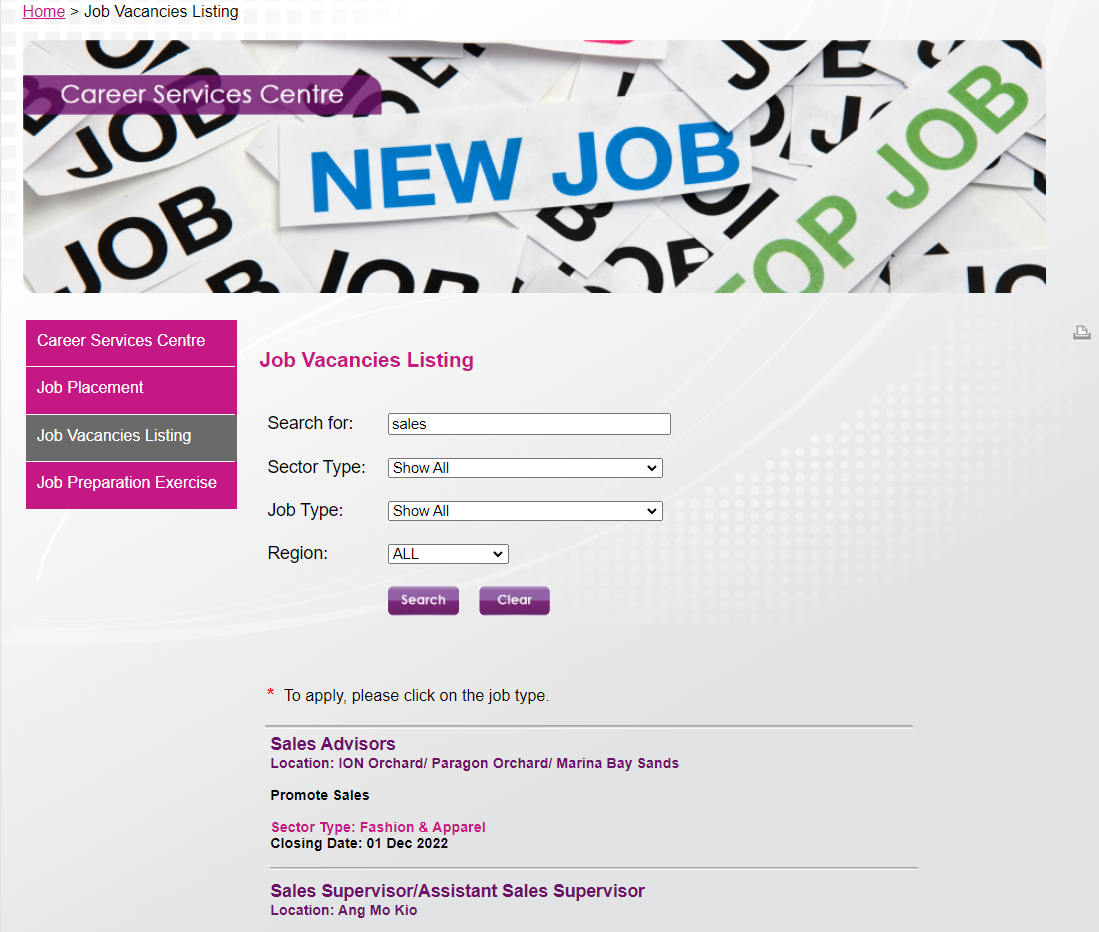 Home > Job Vacancies Listing
Career Services Centre
JOB
NEW JOB
TOP JOB
JOB
JOB
Career Services Centre
Job Placement
Job Vacancies Listing
Job Preparation Exercise
Job Vacancies Listing
Search for: sales
Sector Type: Show All
Job Type: Show All
Region: ALL
Search Clear
* To apply, please click on the job type.
Sales Advisors
Location: ION Orchard/ Paragon Orchard/ Marina Bay Sands
Promote Sales
Sector Type: Fashion & Apparel
Closing Date: 01 Dec 2022
Sales Supervisor/Assistant Sales Supervisor
Location: Ang Mo Kio